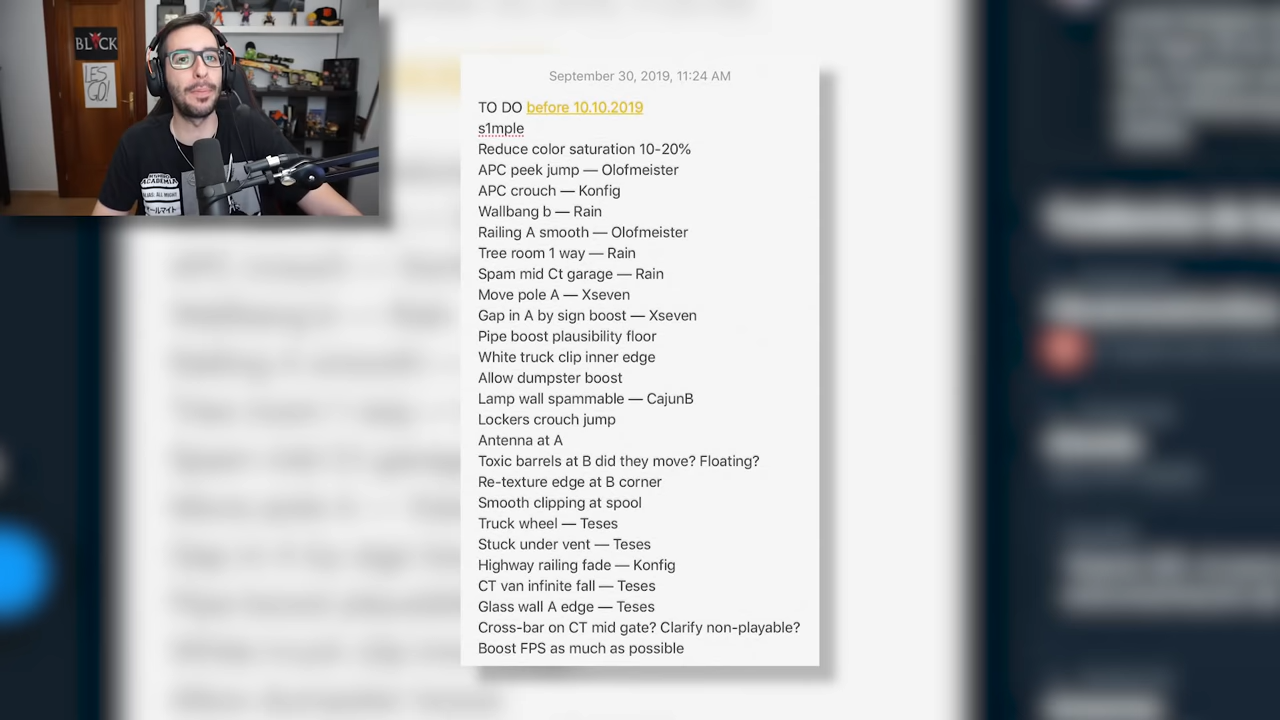 BLCK
LES
GO!
September 30, 2019, 11:24 AM
TO DO before 10.10.2019
s1mple
Reduce color saturation 10-20%
APC peek jump — Olofmeister
APC crouch — Konfig
Wallbang b — Rain
Railing A smooth — Olofmeister
Tree room 1 way — Rain
Spam mid Ct garage — Rain
Move pole A — Xseven
Gap in A by sign boost — Xseven
Pipe boost plausibility floor
White truck clip inner edge
Allow dumpster boost
Lamp wall spammable — CajunB
Lockers crouch jump
Antenna at A
Toxic barrels at B did they move? Floating?
Re-texture edge at B corner
Smooth clipping at spool
Truck wheel — Teses
Stuck under vent — Teses
Highway railing fade — Konfig
CT van infinite fall — Teses
Glass wall A edge — Teses
Cross-bar on CT mid gate? Clarify non-playable?
Boost FPS as much as possible